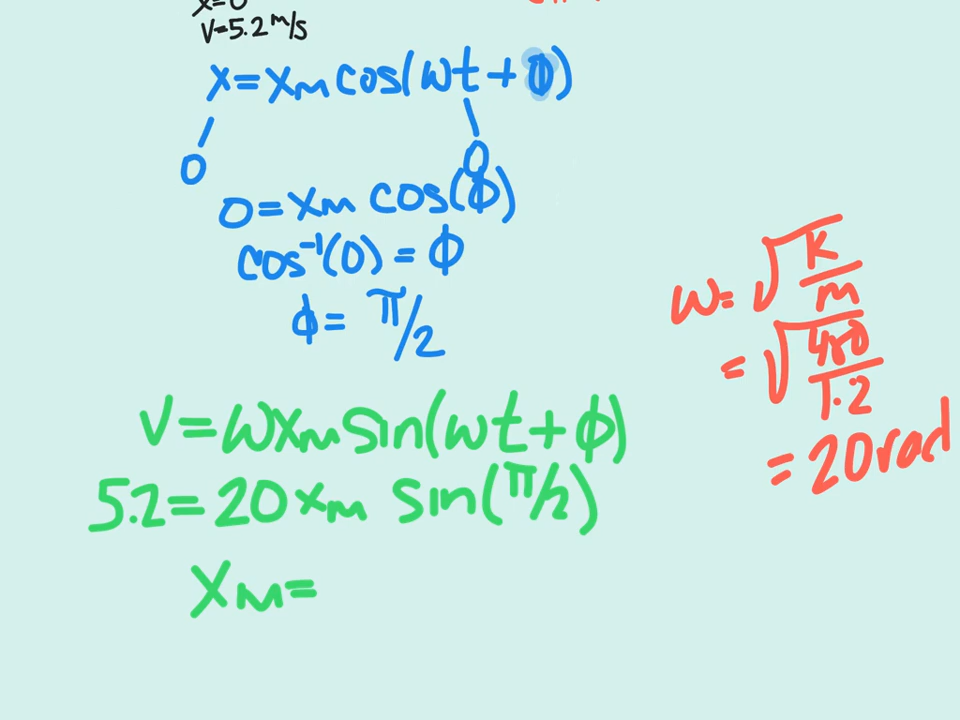 x=0
v=5.2 m/s
x=xm cos(ωt+ϕ)
0
0
0=xm cos(ϕ)
cos⁻¹(0)=ϕ
ϕ= π/2
ω=√k/m
=√480/1.2
=20rad
v=ωxm sin(ωt+ϕ)
5.2=20xm sin(π/2)
xm=